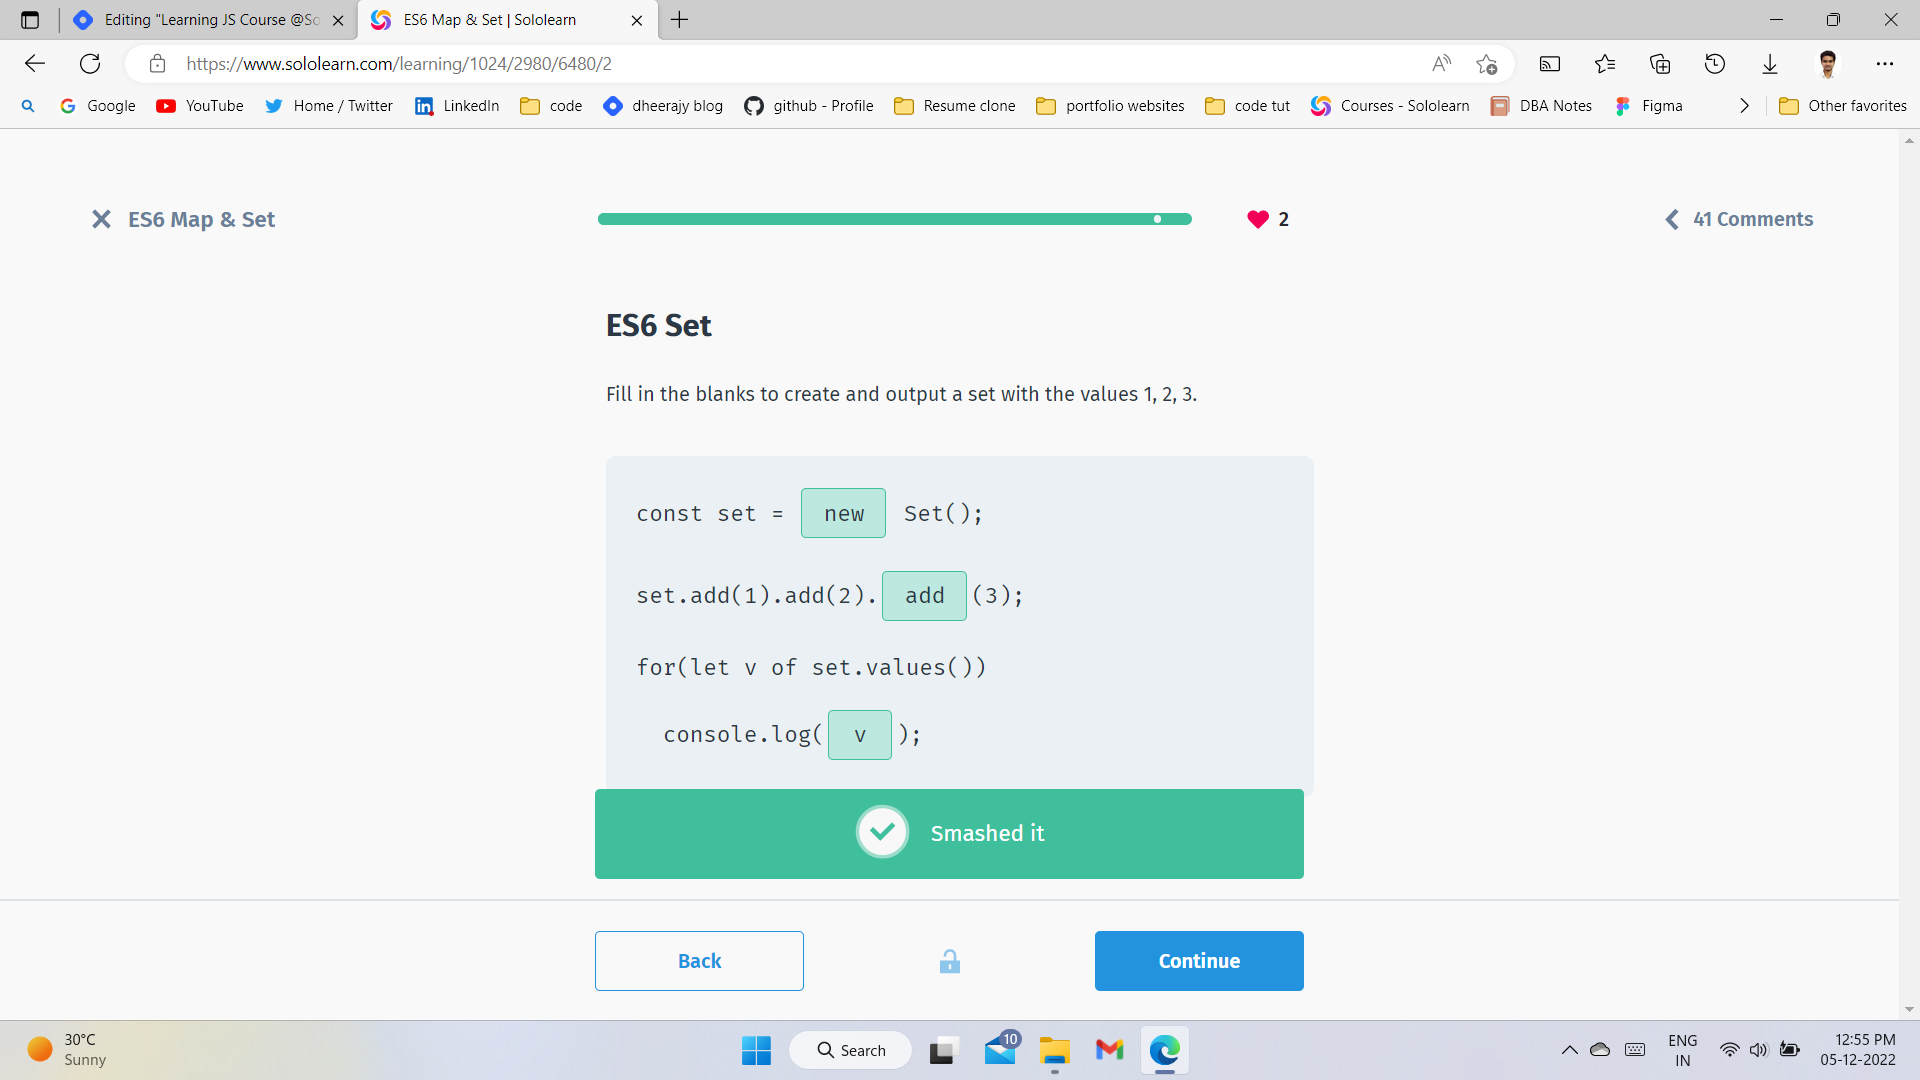 Editing "Learning JS Course @So
ES6 Map & Set | Sololearn
https://www.sololearn.com/learning/1024/2980/6480/2
Google YouTube Home / Twitter LinkedIn code dheerajy blog github - Profile Resume clone portfolio websites code tut Courses - Sololearn DBA Notes Figma Other favorites
ES6 Map & Set
2
41 Comments
ES6 Set
Fill in the blanks to create and output a set with the values 1, 2, 3.
const set = new Set();
set.add(1).add(2).add(3);
for(let v of set.values())
console.log(v);
Smashed it
Back
Continue
30°C
Sunny
Search
10
ENG
IN
12:55 PM
05-12-2022